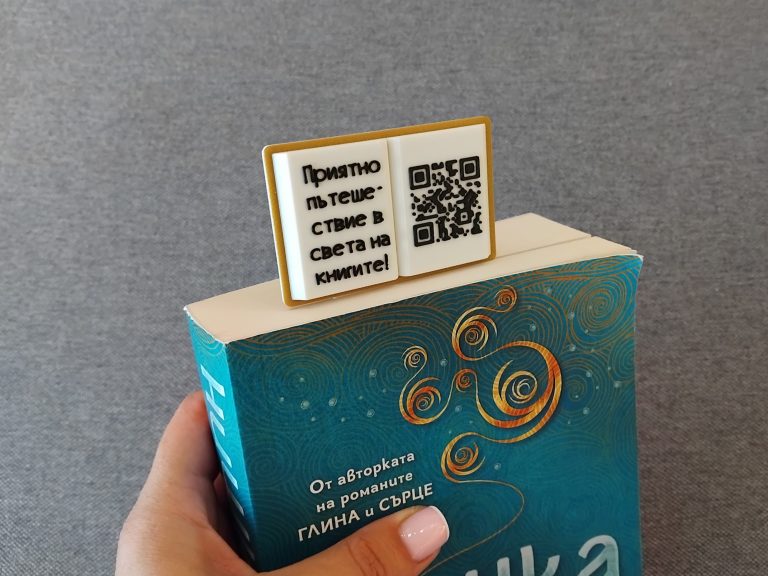 Приятно
пътеше-
ствие в
света на
книгите!
От авторката
на романите
ГЛИНА и СЪРЦЕ